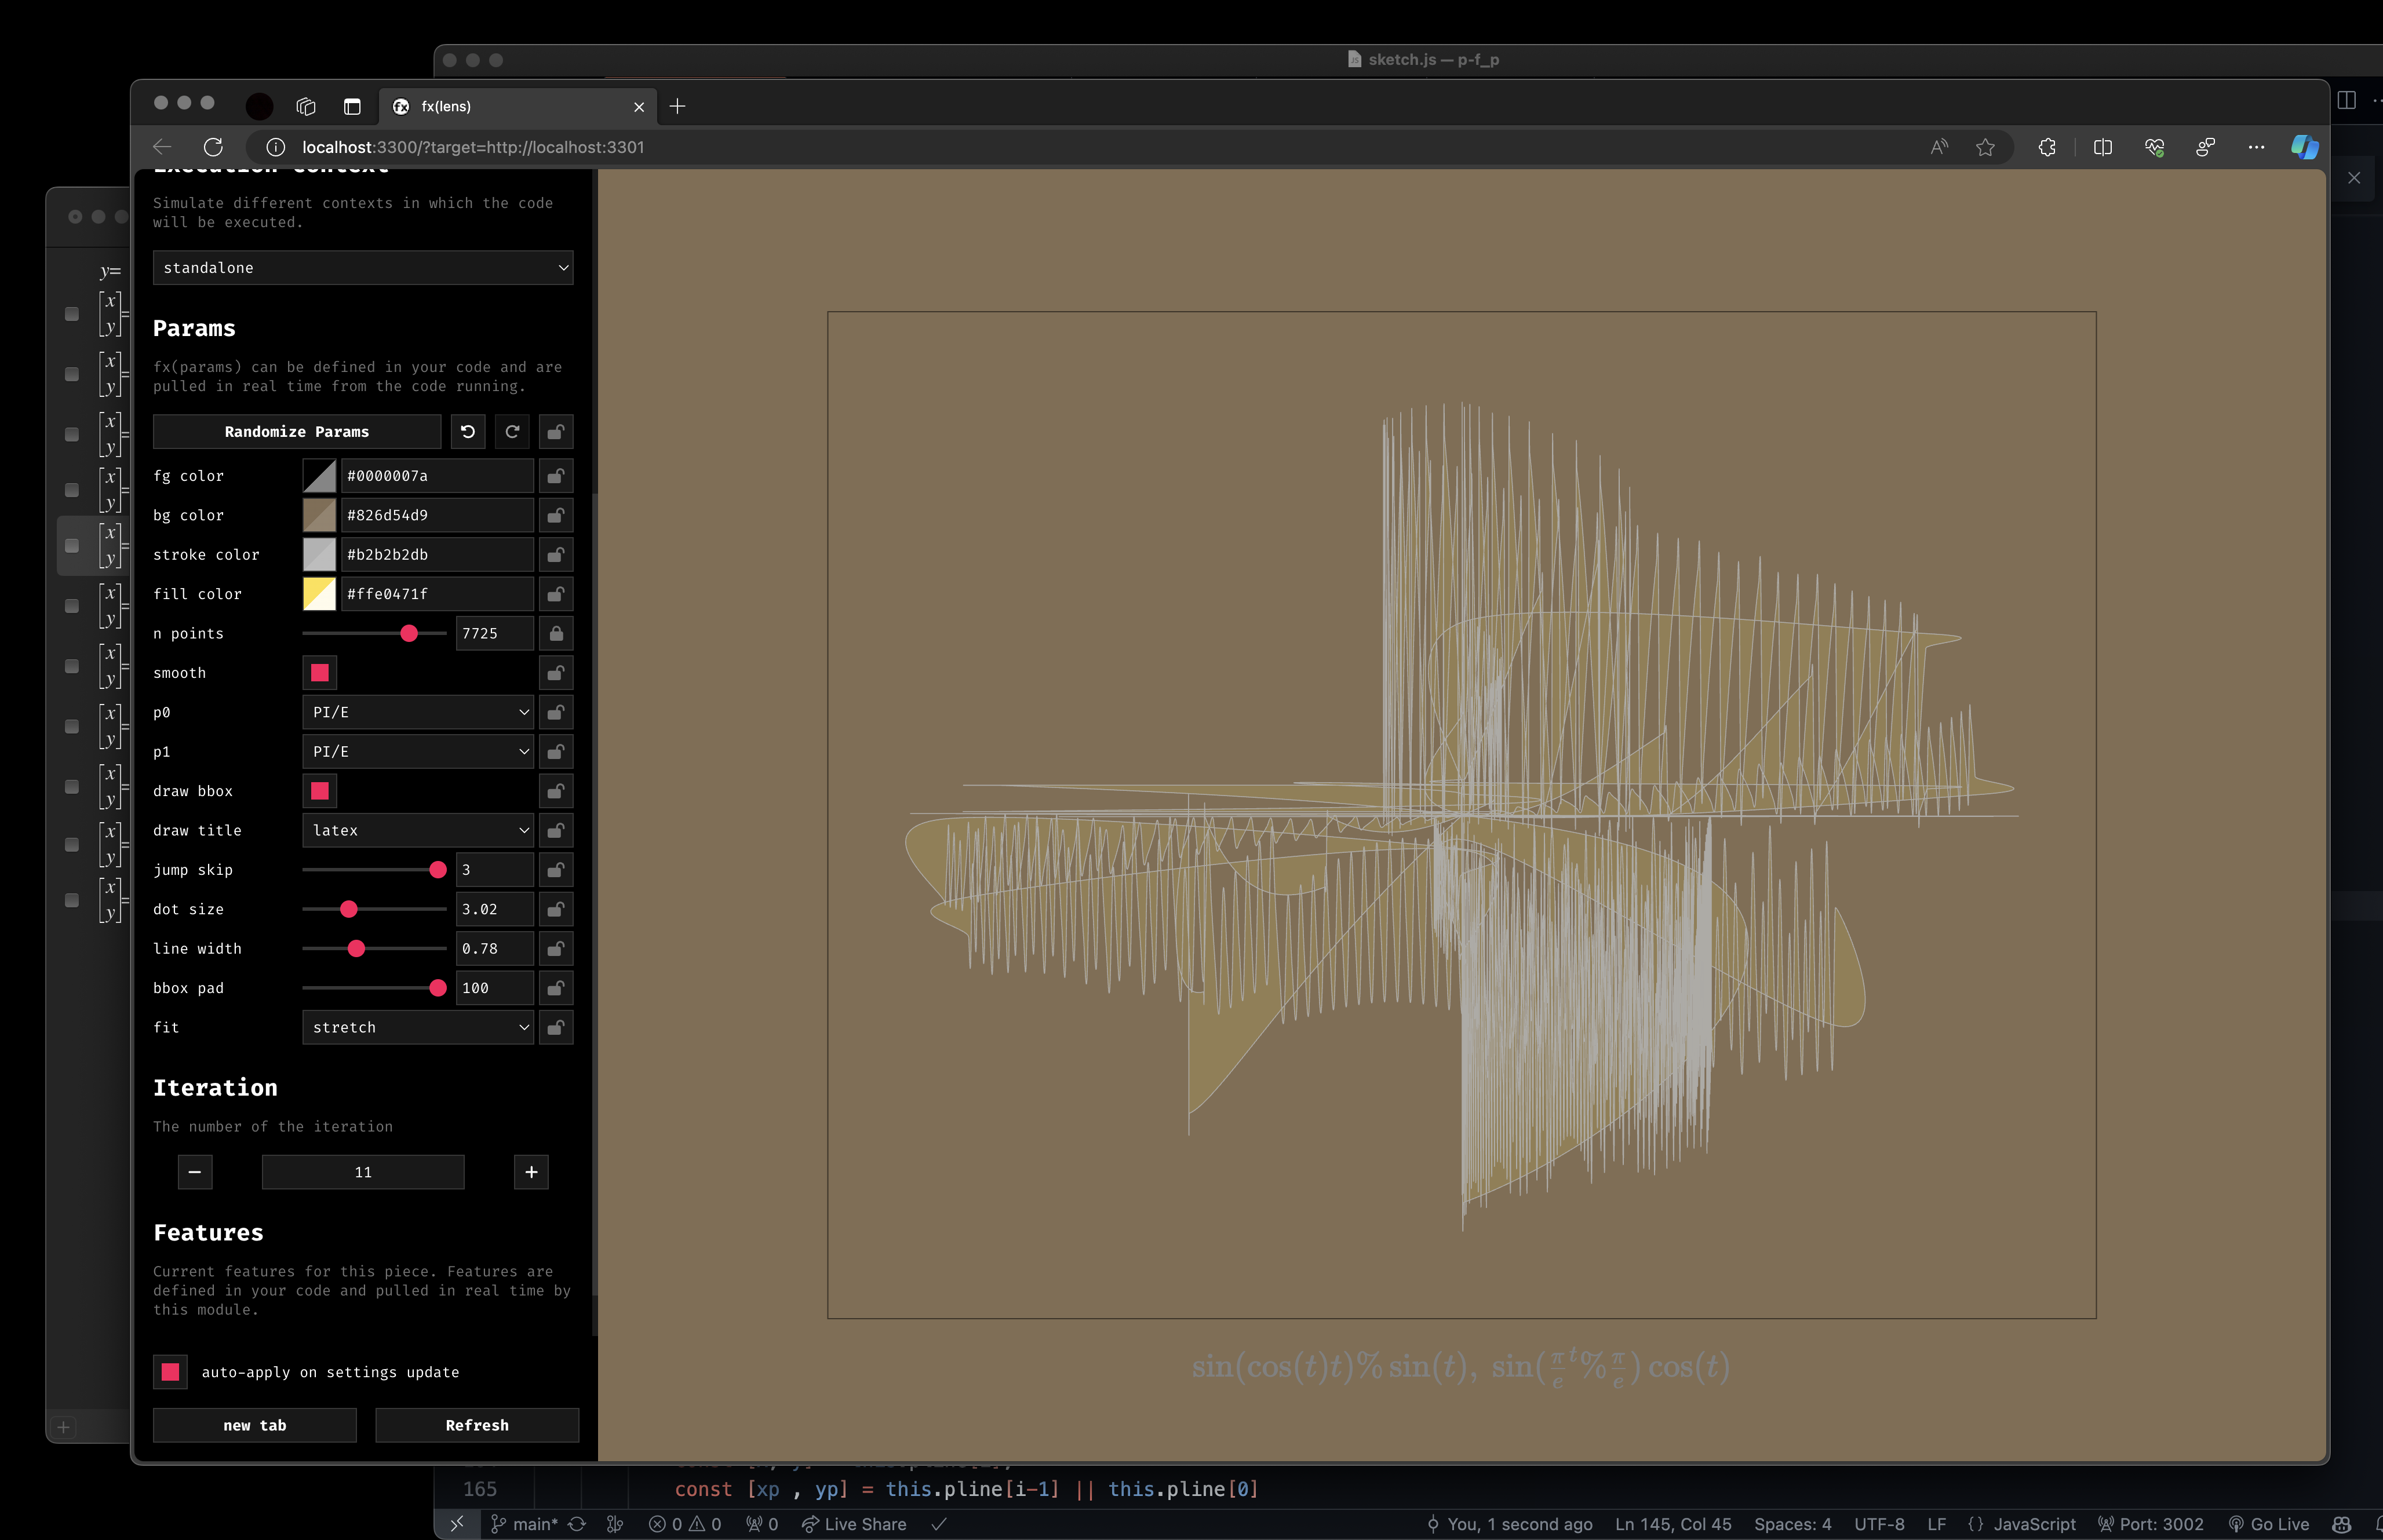 sketch.js — p-f_p
fx(lens)
localhost:3300/?target=http://localhost:3301
Execution context
Simulate different contexts in which the code
will be executed.
standalone
Params
fx(params) can be defined in your code and are
pulled in real time from the code running.
Randomize Params
fg color #0000007a
bg color #826d54d9
stroke color #b2b2b2db
fill color #ffe0471f
n points 7725
smooth
p0 PI/E
p1 PI/E
draw bbox
draw title latex
jump skip 3
dot size 3.02
line width 0.78
bbox pad 100
fit stretch
Iteration
The number of the iteration
− 11 +
Features
Current features for this piece. Features are
defined in your code and pulled in real time by
this module.
auto-apply on settings update
new tab Refresh
y=
[x y]=
[x y]=
[x y]=
[x y]=
[x y]=
[x y]=
[x y]=
[x y]=
[x y]=
[x y]=
[x y]=
sin(cos(t)t)% sin(t), sin(π/e ᵗ% π/e) cos(t)
165 const [xp , yp] = this.pline[i-1] || this.pline[0]
main* 0 0 0 Live Share You, 1 second ago Ln 145, Col 45 Spaces: 4 UTF-8 LF {} JavaScript Port: 3002 Go Live